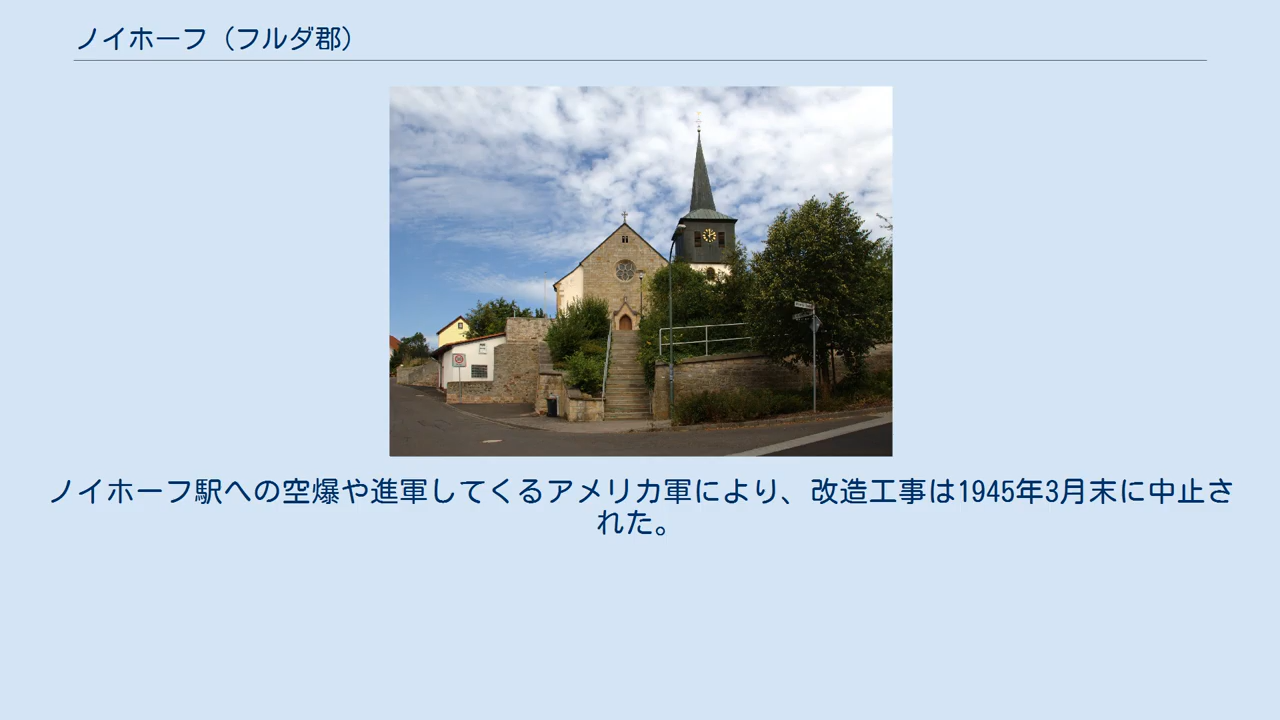 ノイホーフ（フルダ郡）
ノイホーフ駅への空爆や進軍してくるアメリカ軍により、改造工事は1945年3月末に中止さ
れた。